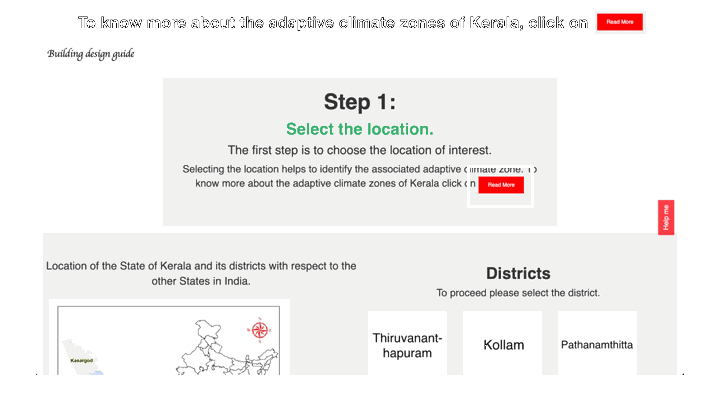 To know more about the adaptive climate zones of Kerala, click on Read More
Building design guide
Step 1:
Select the location.
The first step is to choose the location of interest.
Selecting the location helps to identify the associated adaptive climate zone. To
know more about the adaptive climate zones of Kerala click on Read More
Help me
Location of the State of Kerala and its districts with respect to the
other States in India.
Kasargod
Districts
To proceed please select the district.
Thiruvanant-
hapuram
Kollam
Pathanamthitta